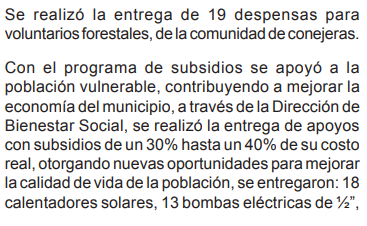 Se realizó la entrega de 19 despensas para
voluntarios forestales, de la comunidad de conejeras.
Con el programa de subsidios se apoyó a la
población vulnerable, contribuyendo a mejorar la
economía del municipio, a través de la Dirección de
Bienestar Social, se realizó la entrega de apoyos
con subsidios de un 30% hasta un 40% de su costo
real, otorgando nuevas oportunidades para mejorar
la calidad de vida de la población, se entregaron: 18
calentadores solares, 13 bombas eléctricas de ½”,